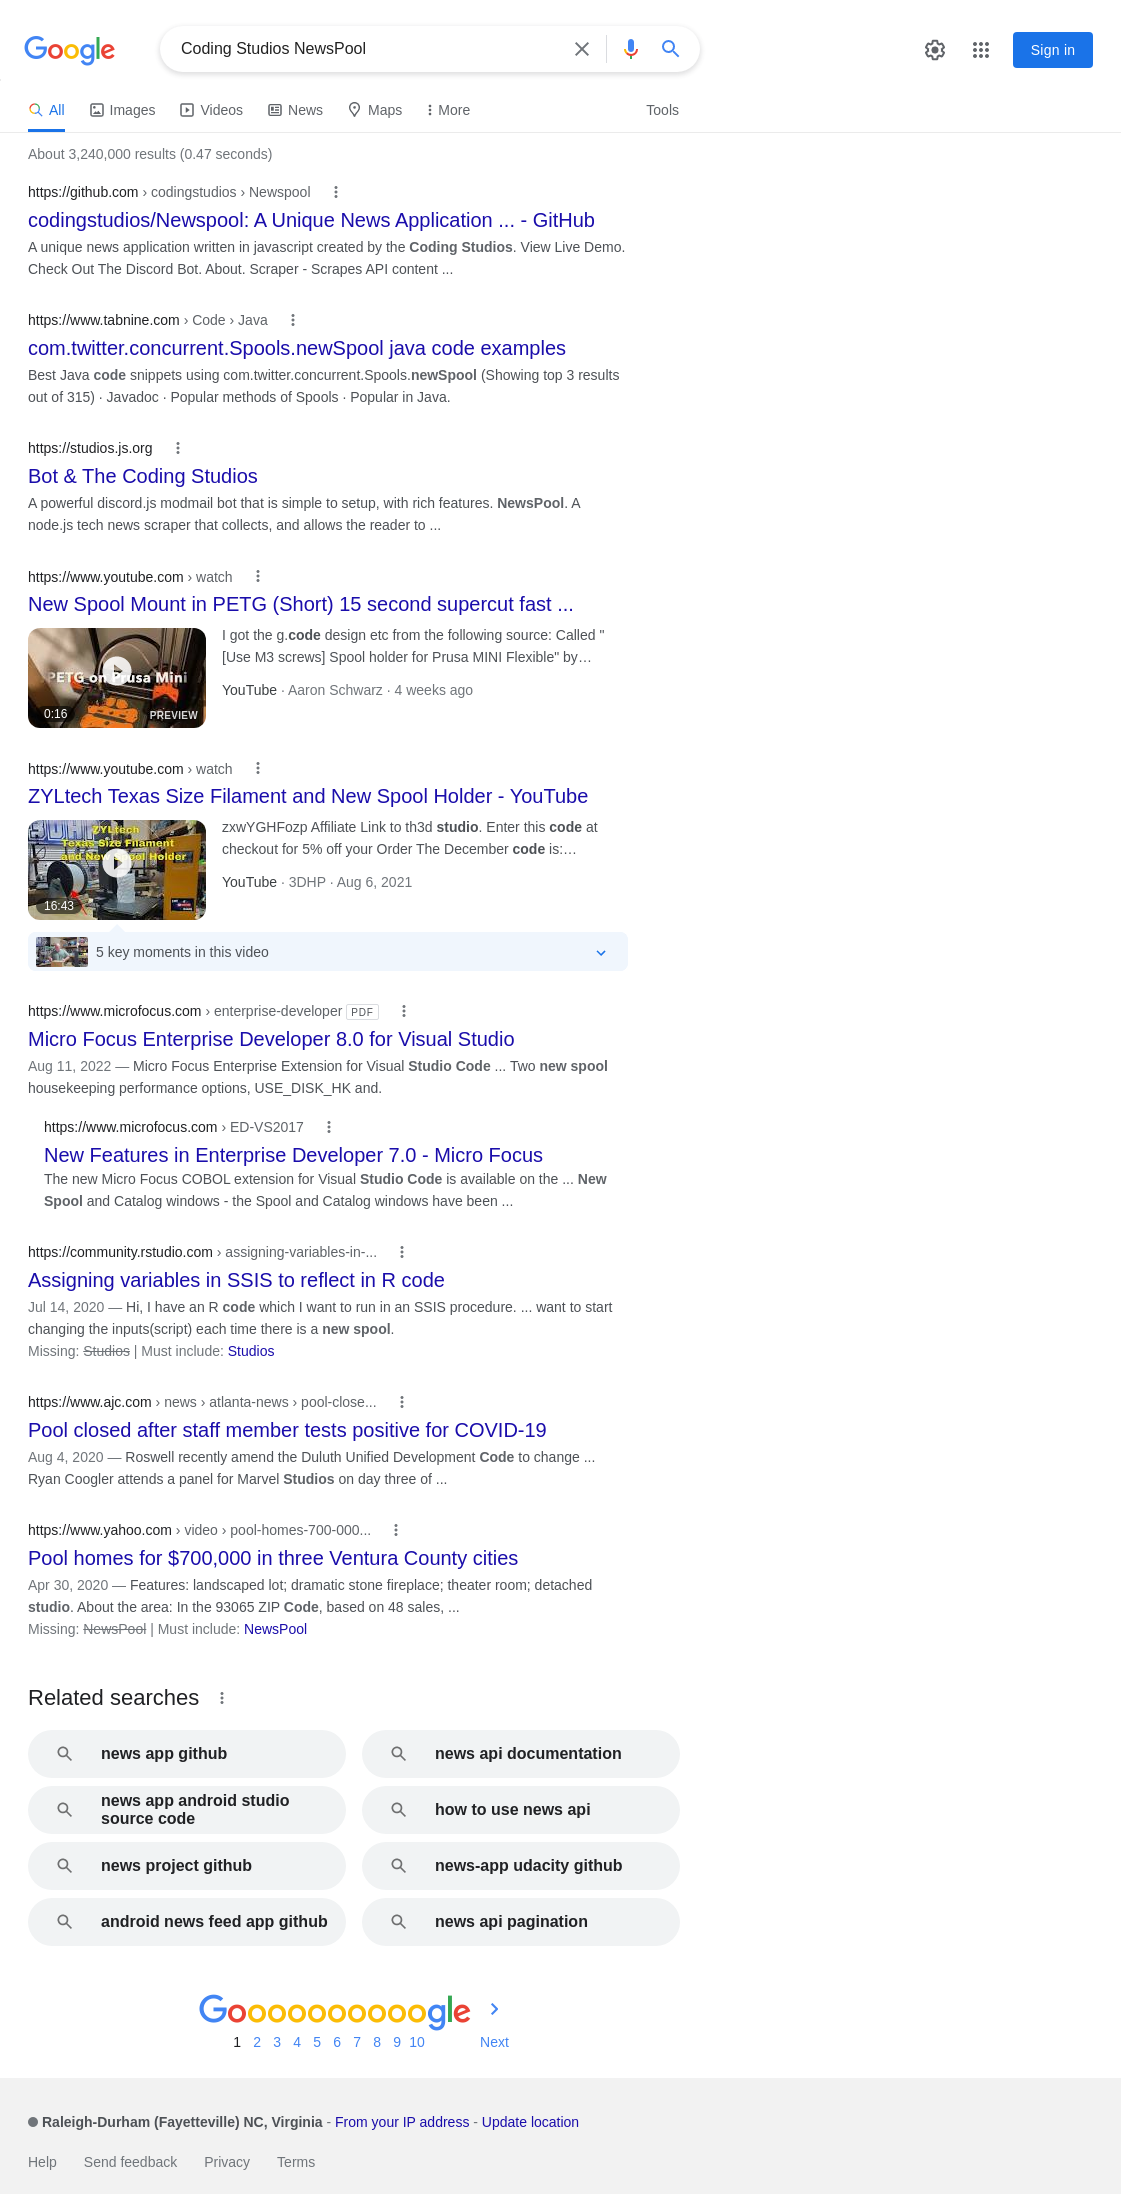 Google
Coding Studios NewsPool
Sign in
All
Images
Videos
News
Maps
More
Tools
About 3,240,000 results (0.47 seconds)
https://github.com › codingstudios › Newspool
codingstudios/Newspool: A Unique News Application ... - GitHub
A unique news application written in javascript created by the Coding Studios. View Live Demo.
Check Out The Discord Bot. About. Scraper - Scrapes API content ...
https://www.tabnine.com › Code › Java
com.twitter.concurrent.Spools.newSpool java code examples
Best Java code snippets using com.twitter.concurrent.Spools.newSpool (Showing top 3 results
out of 315) · Javadoc · Popular methods of Spools · Popular in Java.
https://studios.js.org
Bot & The Coding Studios
A powerful discord.js modmail bot that is simple to setup, with rich features. NewsPool. A
node.js tech news scraper that collects, and allows the reader to ...
https://www.youtube.com › watch
New Spool Mount in PETG (Short) 15 second supercut fast ...
PETG on Prusa Mini
0:16
PREVIEW
I got the g.code design etc from the following source: Called "
[Use M3 screws] Spool holder for Prusa MINI Flexible" by…
YouTube · Aaron Schwarz · 4 weeks ago
https://www.youtube.com › watch
ZYLtech Texas Size Filament and New Spool Holder - YouTube
ZYLtech
Texas Size Filament
and New Spool Holder
16:43
zxwYGHFozp Affiliate Link to th3d studio. Enter this code at
checkout for 5% off your Order The December code is:…
YouTube · 3DHP · Aug 6, 2021
5 key moments in this video
https://www.microfocus.com › enterprise-developer PDF
Micro Focus Enterprise Developer 8.0 for Visual Studio
Aug 11, 2022 — Micro Focus Enterprise Extension for Visual Studio Code ... Two new spool
housekeeping performance options, USE_DISK_HK and.
https://www.microfocus.com › ED-VS2017
New Features in Enterprise Developer 7.0 - Micro Focus
The new Micro Focus COBOL extension for Visual Studio Code is available on the ... New
Spool and Catalog windows - the Spool and Catalog windows have been ...
https://community.rstudio.com › assigning-variables-in-...
Assigning variables in SSIS to reflect in R code
Jul 14, 2020 — Hi, I have an R code which I want to run in an SSIS procedure. ... want to start
changing the inputs(script) each time there is a new spool.
Missing: Studios | Must include: Studios
https://www.ajc.com › news › atlanta-news › pool-close...
Pool closed after staff member tests positive for COVID-19
Aug 4, 2020 — Roswell recently amend the Duluth Unified Development Code to change ...
Ryan Coogler attends a panel for Marvel Studios on day three of ...
https://www.yahoo.com › video › pool-homes-700-000...
Pool homes for $700,000 in three Ventura County cities
Apr 30, 2020 — Features: landscaped lot; dramatic stone fireplace; theater room; detached
studio. About the area: In the 93065 ZIP Code, based on 48 sales, ...
Missing: NewsPool | Must include: NewsPool
Related searches
news app github
news api documentation
news app android studio
source code
how to use news api
news project github
news-app udacity github
android news feed app github
news api pagination
Goooooooooogle
1 2 3 4 5 6 7 8 9 10 Next
Raleigh-Durham (Fayetteville) NC, Virginia - From your IP address - Update location
Help
Send feedback
Privacy
Terms